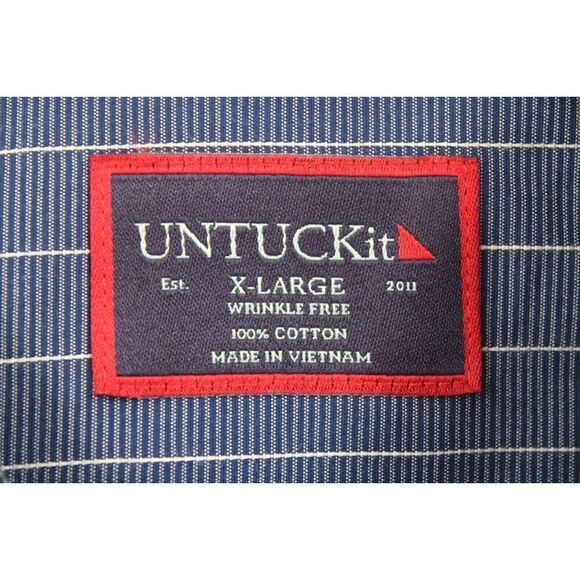 UNTUCKit
Est. X-LARGE 2011
WRINKLE FREE
100% COTTON
MADE IN VIETNAM